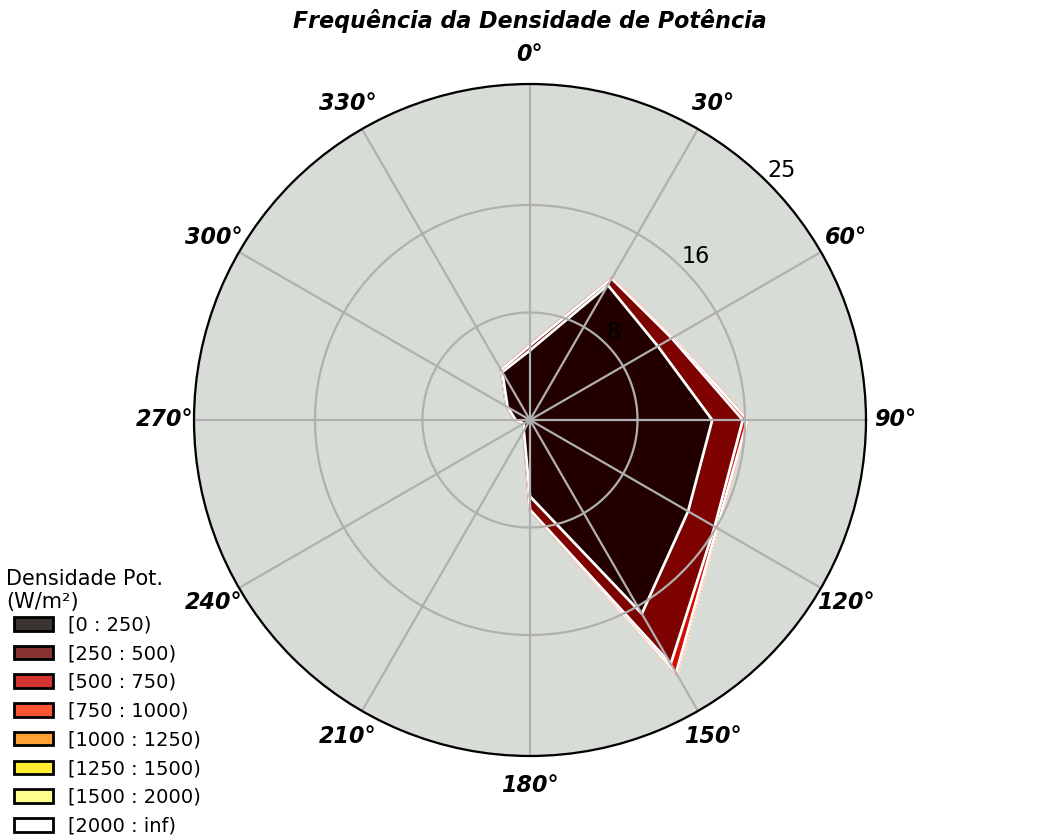 Frequência da Densidade de Potência
0°
330°
30°
25
300°
60°
16
8
270°
90°
240°
120°
210°
150°
180°
Densidade Pot.
(W/m²)
[0 : 250)
[250 : 500)
[500 : 750)
[750 : 1000)
[1000 : 1250)
[1250 : 1500)
[1500 : 2000)
[2000 : inf)